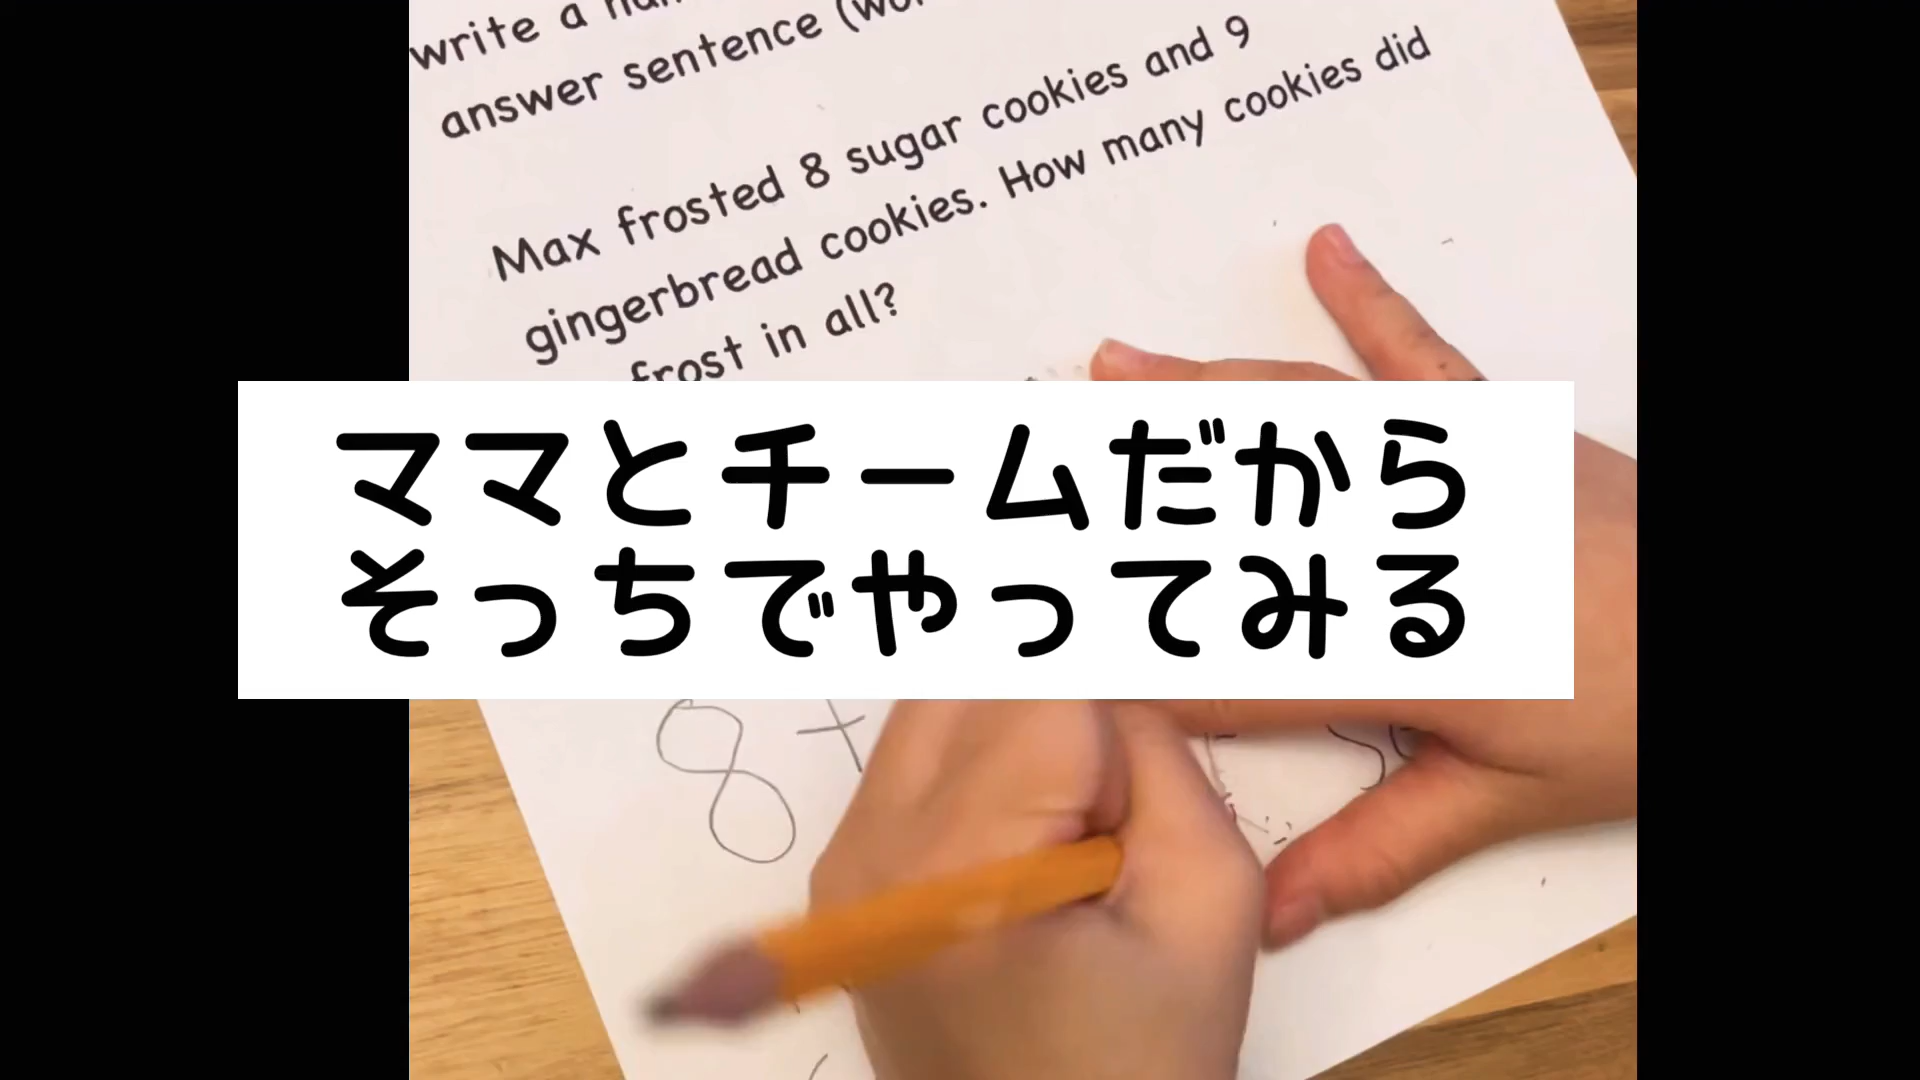 write a
answer sentence
Max frosted 8 sugar cookies and 9
gingerbread cookies. How many cookies did
frost in all?
ママとチームだから
そっちでやってみる
8 +